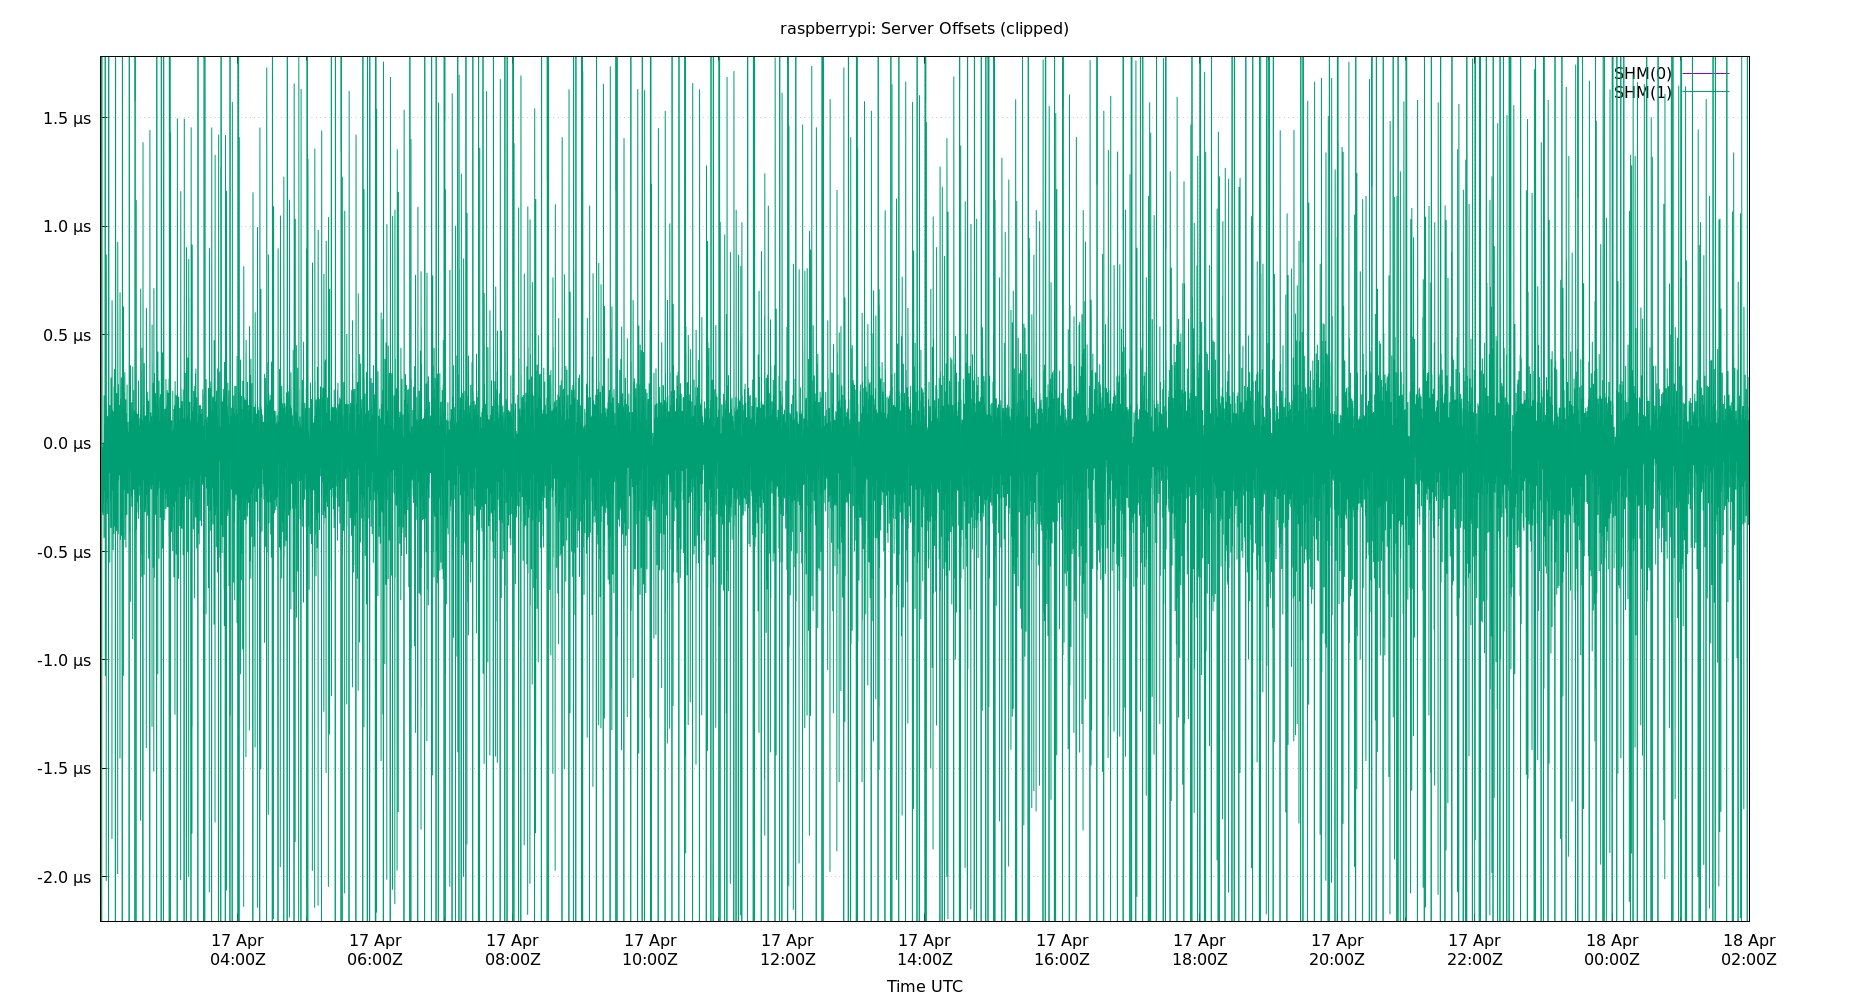 raspberrypi: Server Offsets (clipped)
SHM(0)
SHM(1)
1.5 µs
1.0 µs
0.5 µs
0.0 µs
-0.5 µs
-1.0 µs
-1.5 µs
-2.0 µs
17 Apr 17 Apr 17 Apr 17 Apr 17 Apr 17 Apr 17 Apr 17 Apr 17 Apr 17 Apr 18 Apr 18 Apr
04:00Z 06:00Z 08:00Z 10:00Z 12:00Z 14:00Z 16:00Z 18:00Z 20:00Z 22:00Z 00:00Z 02:00Z
Time UTC